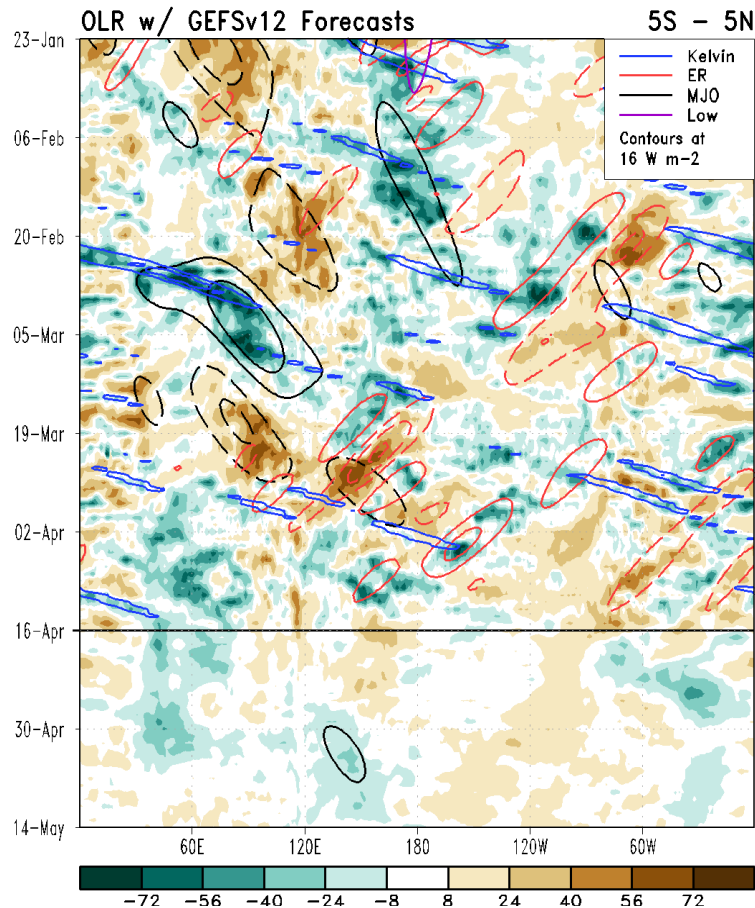 OLR w/ GEFSv12 Forecasts 5S - 5N
23-Jan
06-Feb
20-Feb
05-Mar
19-Mar
02-Apr
16-Apr
30-Apr
14-May
Kelvin
ER
MJO
Low
Contours at
16 W m-2
60E 120E 180 120W 60W
-72 -56 -40 -24 -8 8 24 40 56 72